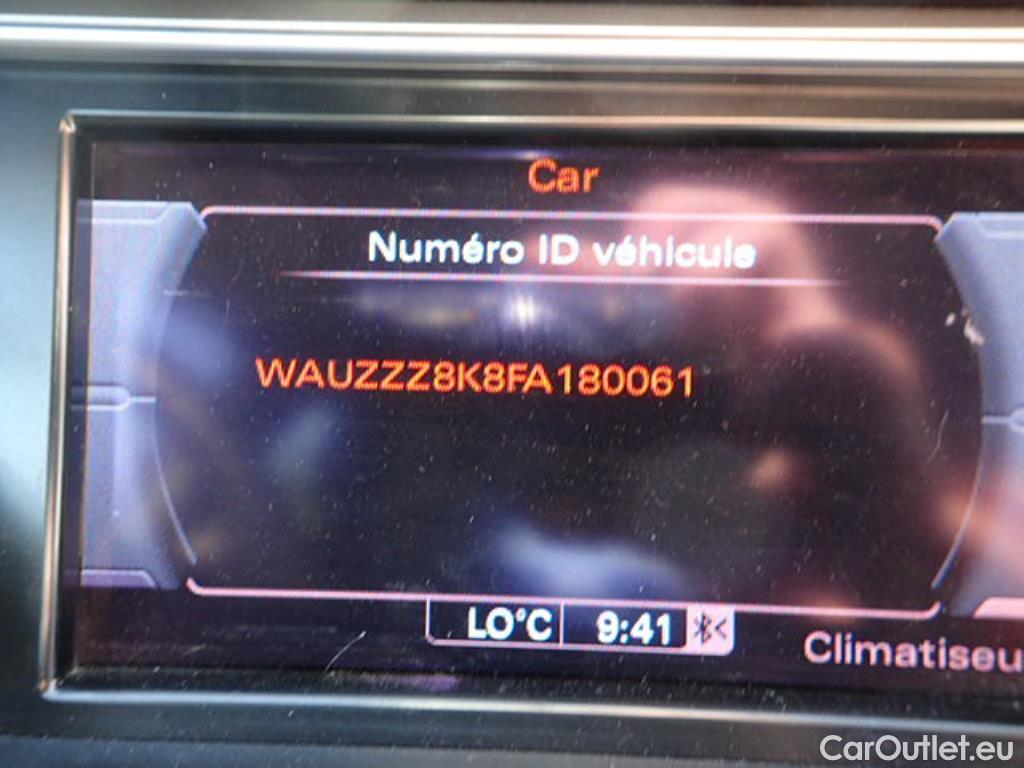 Car
Numéro ID véhicule
WAUZZZ8K8FA180061
LO°C 9:41
Climatiseu
CarOutlet.eu